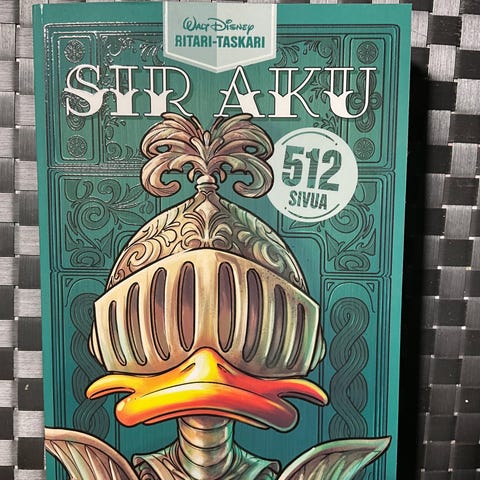 Walt Disney
RITARI-TASKARI
SIR AKU
512
SIVUA